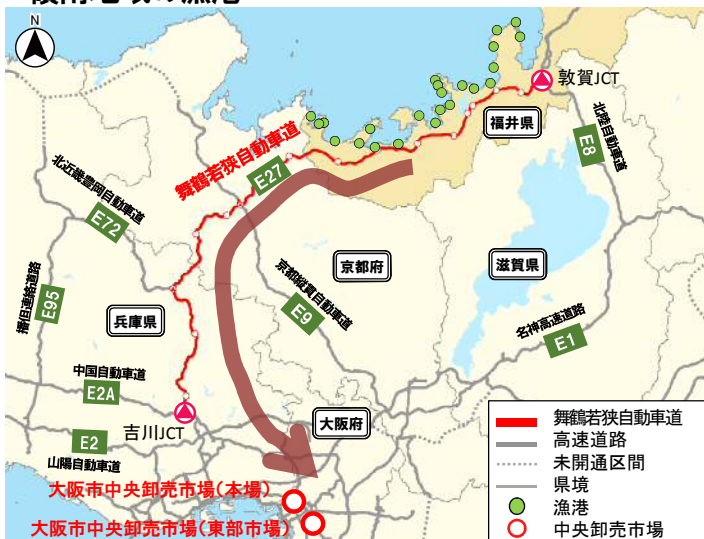 N
敦賀JCT
福井県
北陸自動車道
E8
舞鶴若狭自動車道
E27
北近畿豊岡自動車道
E72
京都府
滋賀県
京都縦貫自動車道
E9
播但連絡道路
E95
兵庫県
名神高速道路
E1
中国自動車道
E2A
吉川JCT
大阪府
E2
山陽自動車道
大阪市中央卸売市場(本場)
大阪市中央卸売市場(東部市場)
舞鶴若狭自動車道
高速道路
未開通区間
県境
漁港
中央卸売市場